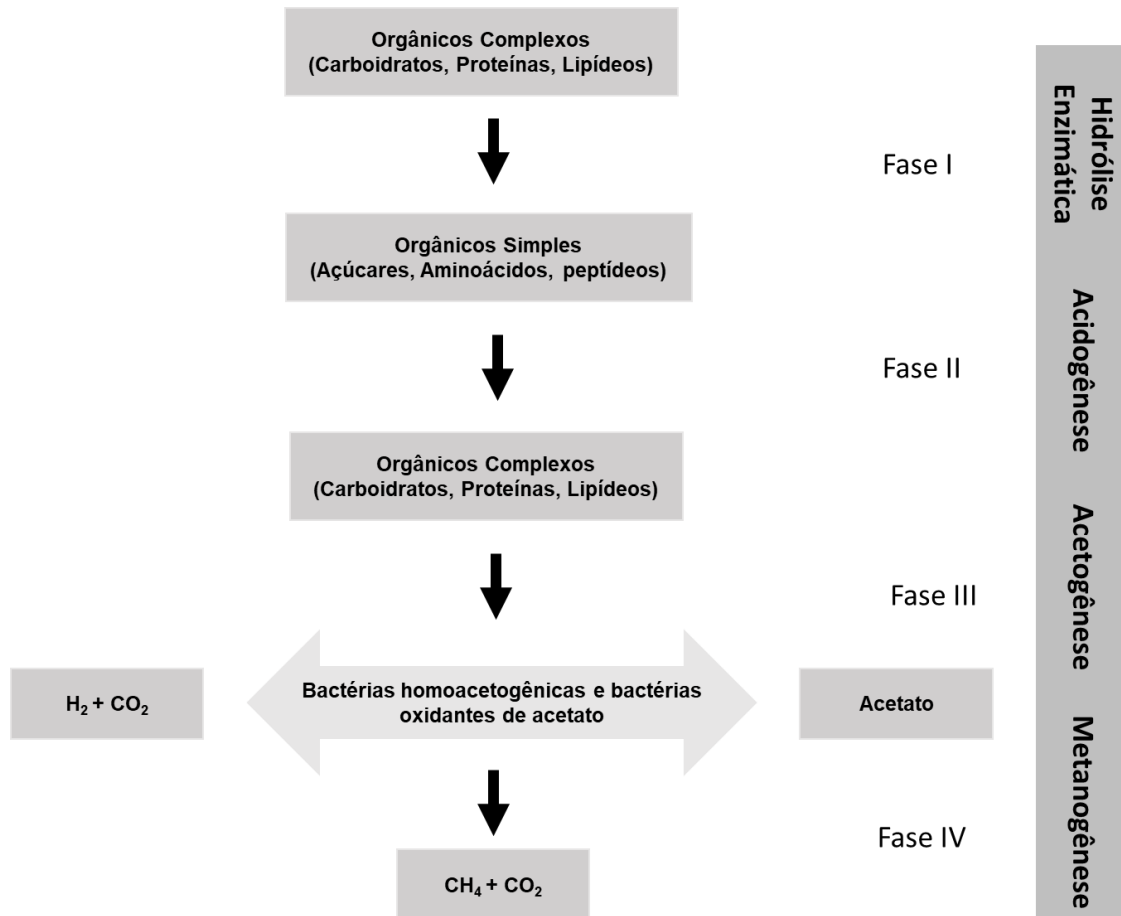 Orgânicos Complexos
(Carboidratos, Proteínas, Lipídeos)
Fase I
Hidrólise
Enzimática
Orgânicos Simples
(Açúcares, Aminoácidos, peptídeos)
Fase II
Acidogênese
Orgânicos Complexos
(Carboidratos, Proteínas, Lipídeos)
Fase III
Acetogênese
H₂ + CO₂
Bactérias homoacetogênicas e bactérias
oxidantes de acetato
Acetato
Fase IV
Metanogênese
CH₄ + CO₂